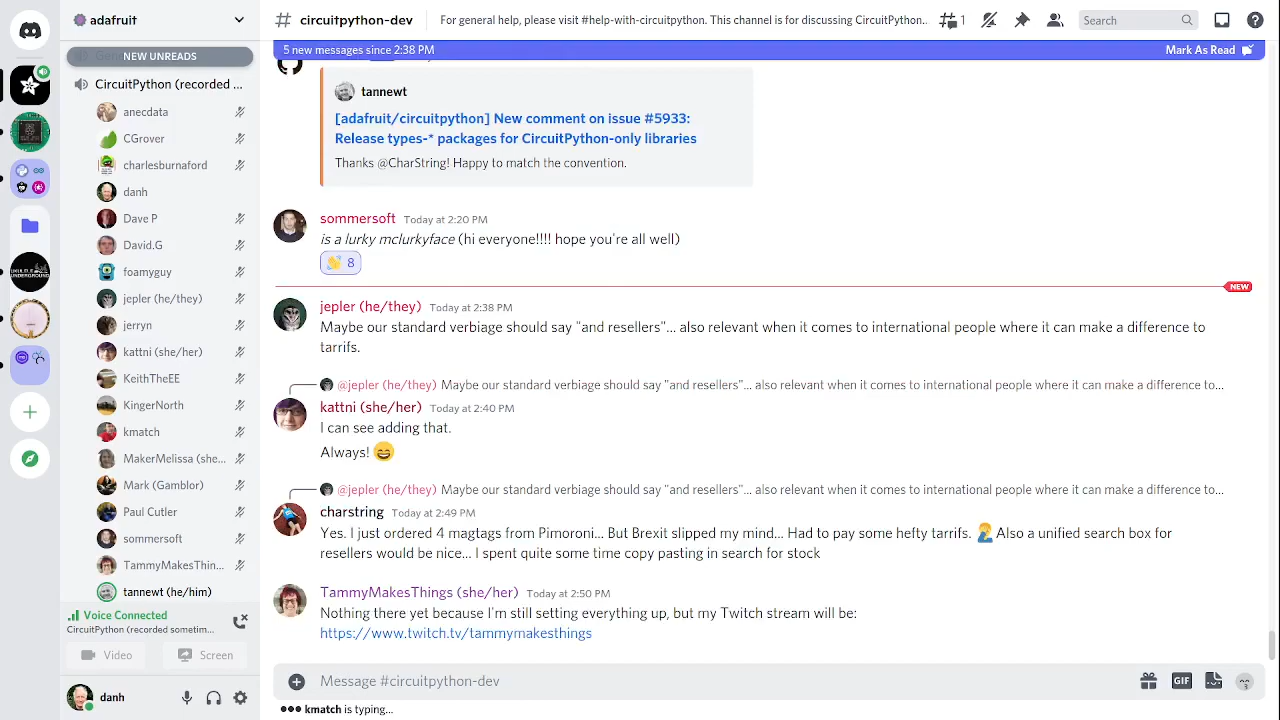 adafruit
NEW UNREADS
CircuitPython (recorded ...
anecdata
CGrover
charlesburnaford
danh
Dave P
David.G
foamyguy
jepler (he/they)
jerryn
kattni (she/her)
KeithTheEE
KingerNorth
kmatch
MakerMelissa (she...
Mark (Gamblor)
Paul Cutler
sommersoft
TammyMakesThin...
tannewt (he/him)
Voice Connected
CircuitPython (recorded sometim...
Video Screen
danh
circuitpython-dev
For general help, please visit #help-with-circuitpython. This channel is for discussing CircuitPython...
1
Search
5 new messages since 2:38 PM
Mark As Read
tannewt
[adafruit/circuitpython] New comment on issue #5933:
Release types-* packages for CircuitPython-only libraries
Thanks @CharString! Happy to match the convention.
sommersoft Today at 2:20 PM
is a lurky mclurkyface (hi everyone!!!! hope you're all well)
8
NEW
jepler (he/they) Today at 2:38 PM
Maybe our standard verbiage should say "and resellers"... also relevant when it comes to international people where it can make a difference to
tarrifs.
@jepler (he/they) Maybe our standard verbiage should say "and resellers"... also relevant when it comes to international people where it can make a difference to...
kattni (she/her) Today at 2:40 PM
I can see adding that.
Always! 😄
@jepler (he/they) Maybe our standard verbiage should say "and resellers"... also relevant when it comes to international people where it can make a difference to...
charstring Today at 2:49 PM
Yes. I just ordered 4 magtags from Pimoroni... But Brexit slipped my mind... Had to pay some hefty tarrifs. 🤦‍♂️Also a unified search box for
resellers would be nice... I spent quite some time copy pasting in search for stock
TammyMakesThings (she/her) Today at 2:50 PM
Nothing there yet because I'm still setting everything up, but my Twitch stream will be:
https://www.twitch.tv/tammymakesthings
Message #circuitpython-dev
GIF
kmatch is typing...